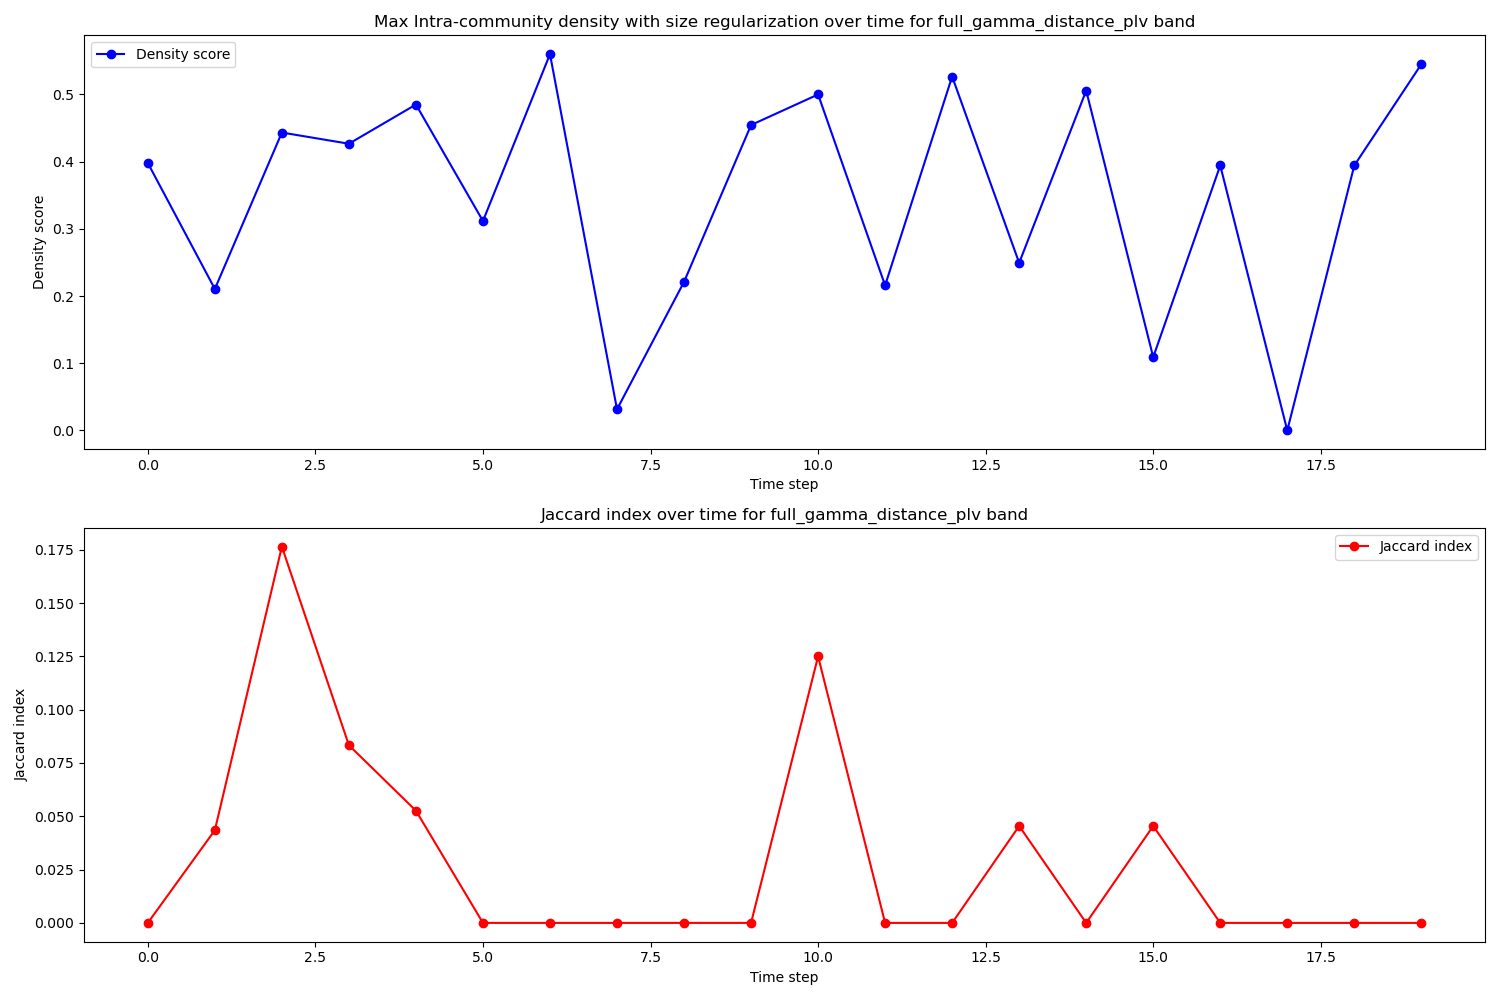 Max Intra-community density with size regularization over time for full_gamma_distance_plv band
Density score
Density score
0.5
0.4
0.3
0.2
0.1
0.0
0.0 2.5 5.0 7.5 10.0 12.5 15.0 17.5
Time step
Jaccard index over time for full_gamma_distance_plv band
Jaccard index
Jaccard index
0.175
0.150
0.125
0.100
0.075
0.050
0.025
0.000
0.0 2.5 5.0 7.5 10.0 12.5 15.0 17.5
Time step